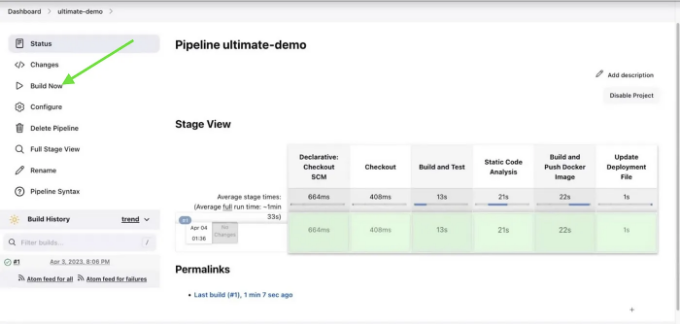 Dashboard > ultimate-demo >
Status
Changes
Build Now
Configure
Delete Pipeline
Full Stage View
Rename
Pipeline Syntax
Build History trend
Filter builds... /
#1 Apr 3, 2023, 8:08 PM
Atom feed for all Atom feed for failures
Pipeline ultimate-demo
Add description
Disable Project
Stage View
Declarative: Checkout SCM
Checkout
Build and Test
Static Code Analysis
Build and Push Docker Image
Update Deployment File
Average stage times:
(Average full run time: ~1min 33s)
664ms 408ms 13s 21s 22s 1s
#1
Apr 04
01:38
No Changes
664ms 408ms 13s 21s 22s 1s
Permalinks
Last build (#1), 1 min 7 sec ago